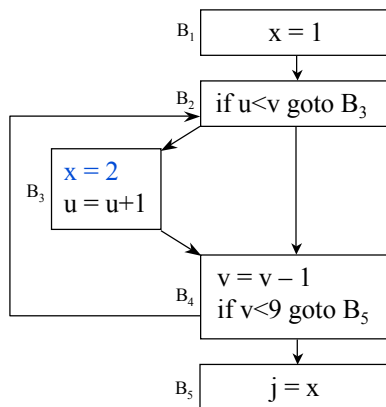 B1
x = 1
B2
if u<v goto B3
B3
x = 2
u = u+1
B4
v = v – 1
if v<9 goto B5
B5
j = x